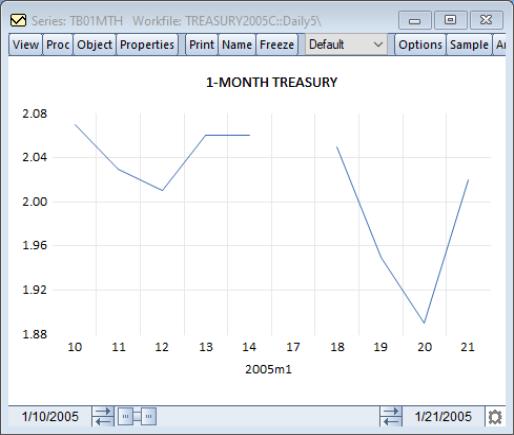 Series: TB01MTH Workfile: TREASURY2005C::Daily5\
View Proc Object Properties Print Name Freeze Default Options Sample
1-MONTH TREASURY
2.08
2.04
2.00
1.96
1.92
1.88
10 11 12 13 14 17 18 19 20 21
2005m1
1/10/2005 1/21/2005